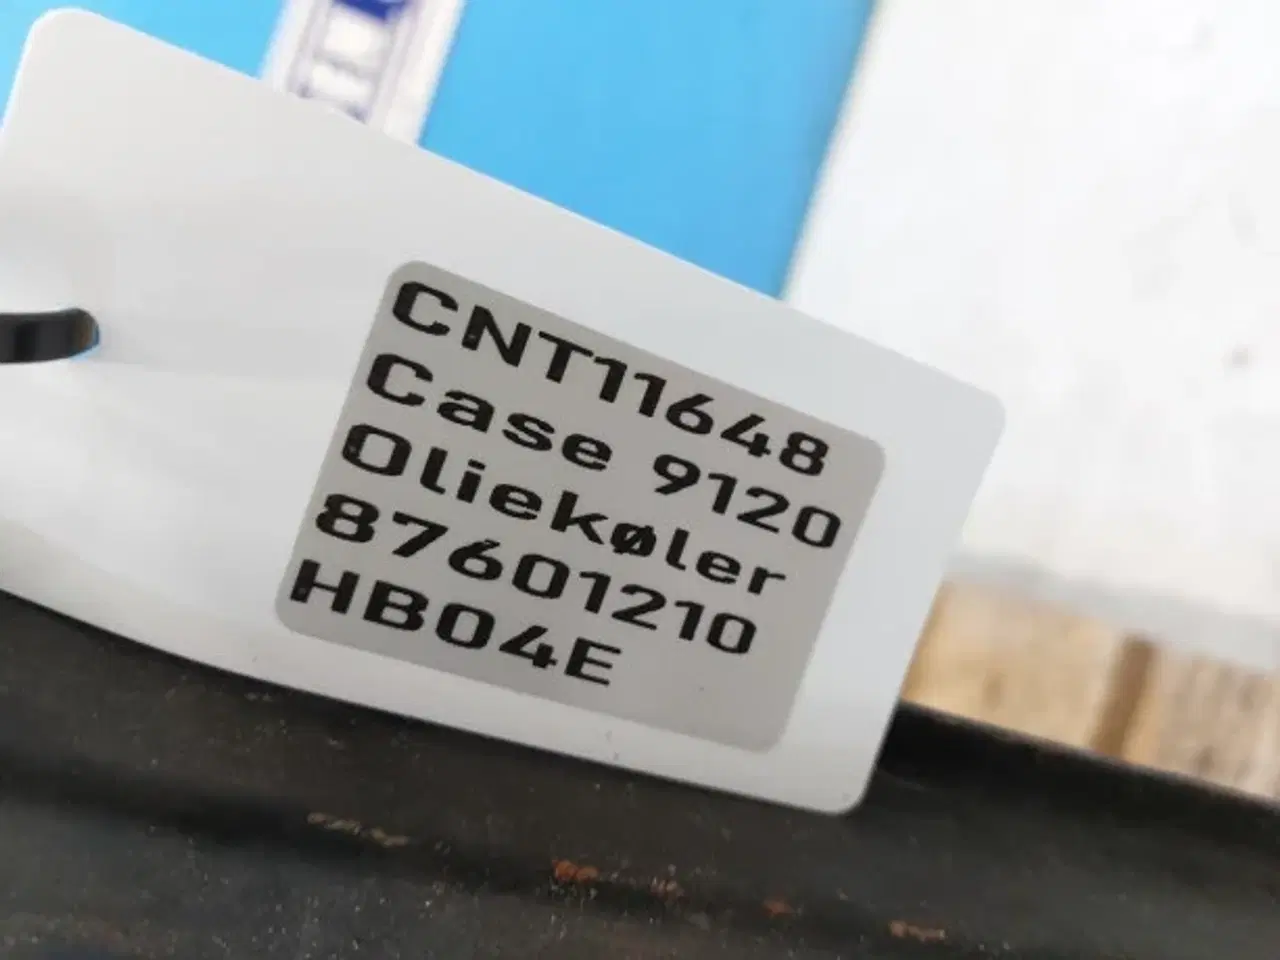 CNT11648
Case 9120
Oliekøler
87601210
HB04E